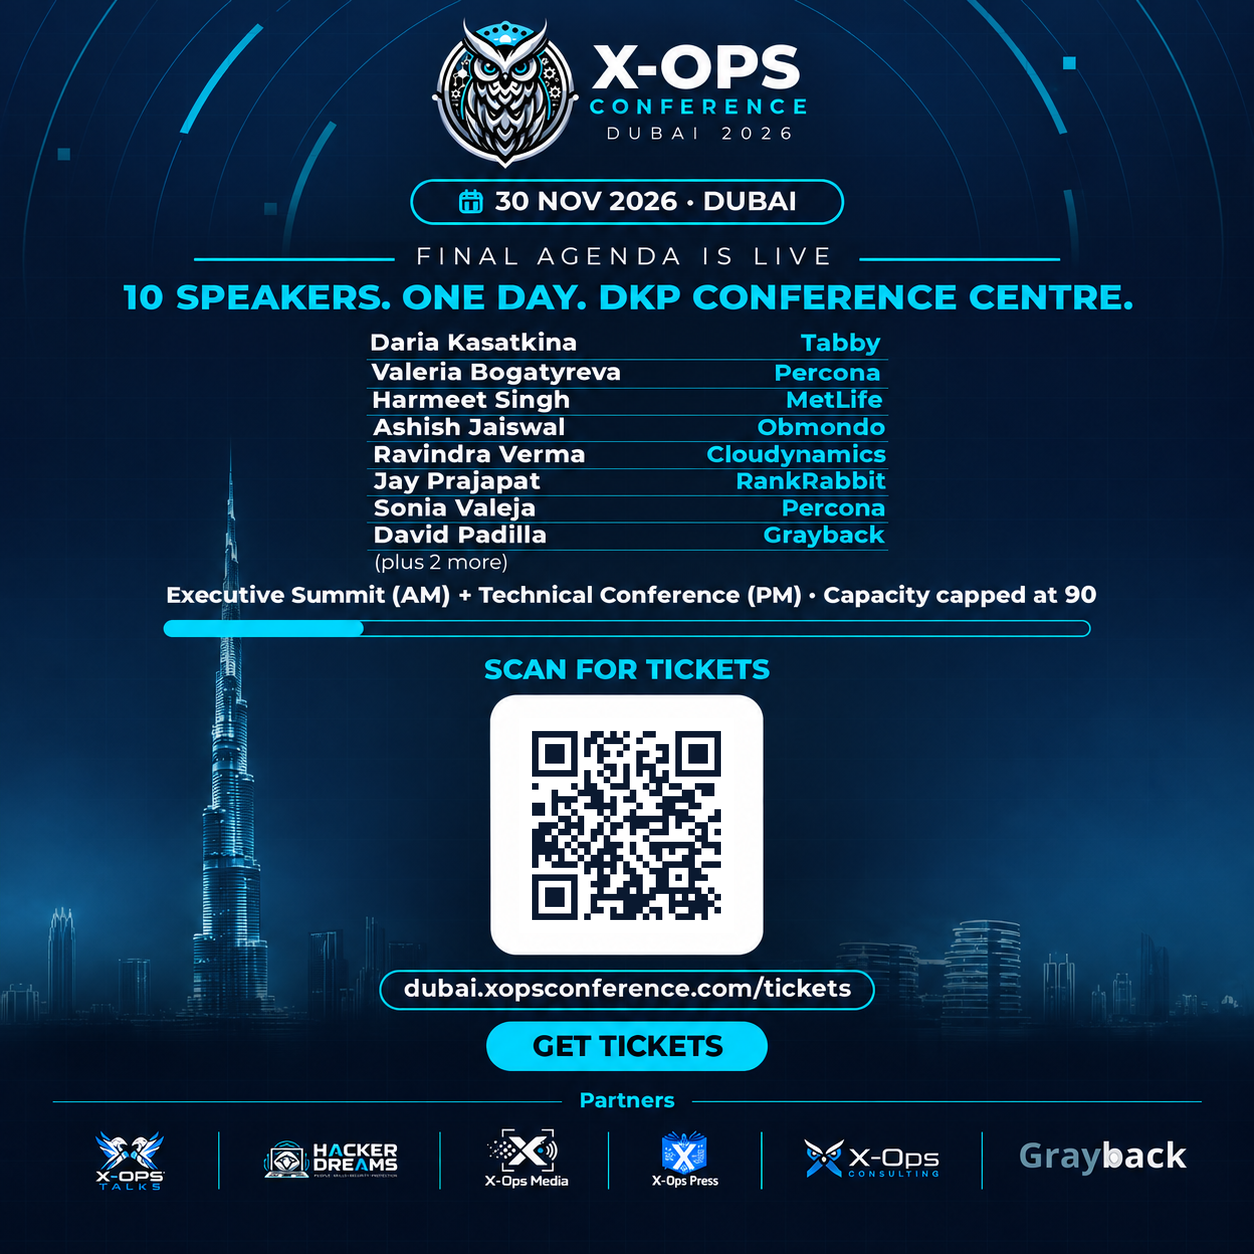 X-OPS
CONFERENCE
DUBAI 2026
30 NOV 2026 • DUBAI
FINAL AGENDA IS LIVE
10 SPEAKERS. ONE DAY. DKP CONFERENCE CENTRE.
Daria Kasatkina Tabby
Valeria Bogatyreva Percona
Harmeet Singh MetLife
Ashish Jaiswal Obmondo
Ravindra Verma Cloudynamics
Jay Prajapat RankRabbit
Sonia Valeja Percona
David Padilla Grayback
(plus 2 more)
Executive Summit (AM) + Technical Conference (PM) • Capacity capped at 90
SCAN FOR TICKETS
dubai.xopsconference.com/tickets
GET TICKETS
Partners
X-OPS
TALKS
HACKER
DREAMS
PEOPLE•SKILLS•SECURITY•PROTECTION
X-Ops Media
X-Ops Press
X-Ops
CONSULTING
Grayback